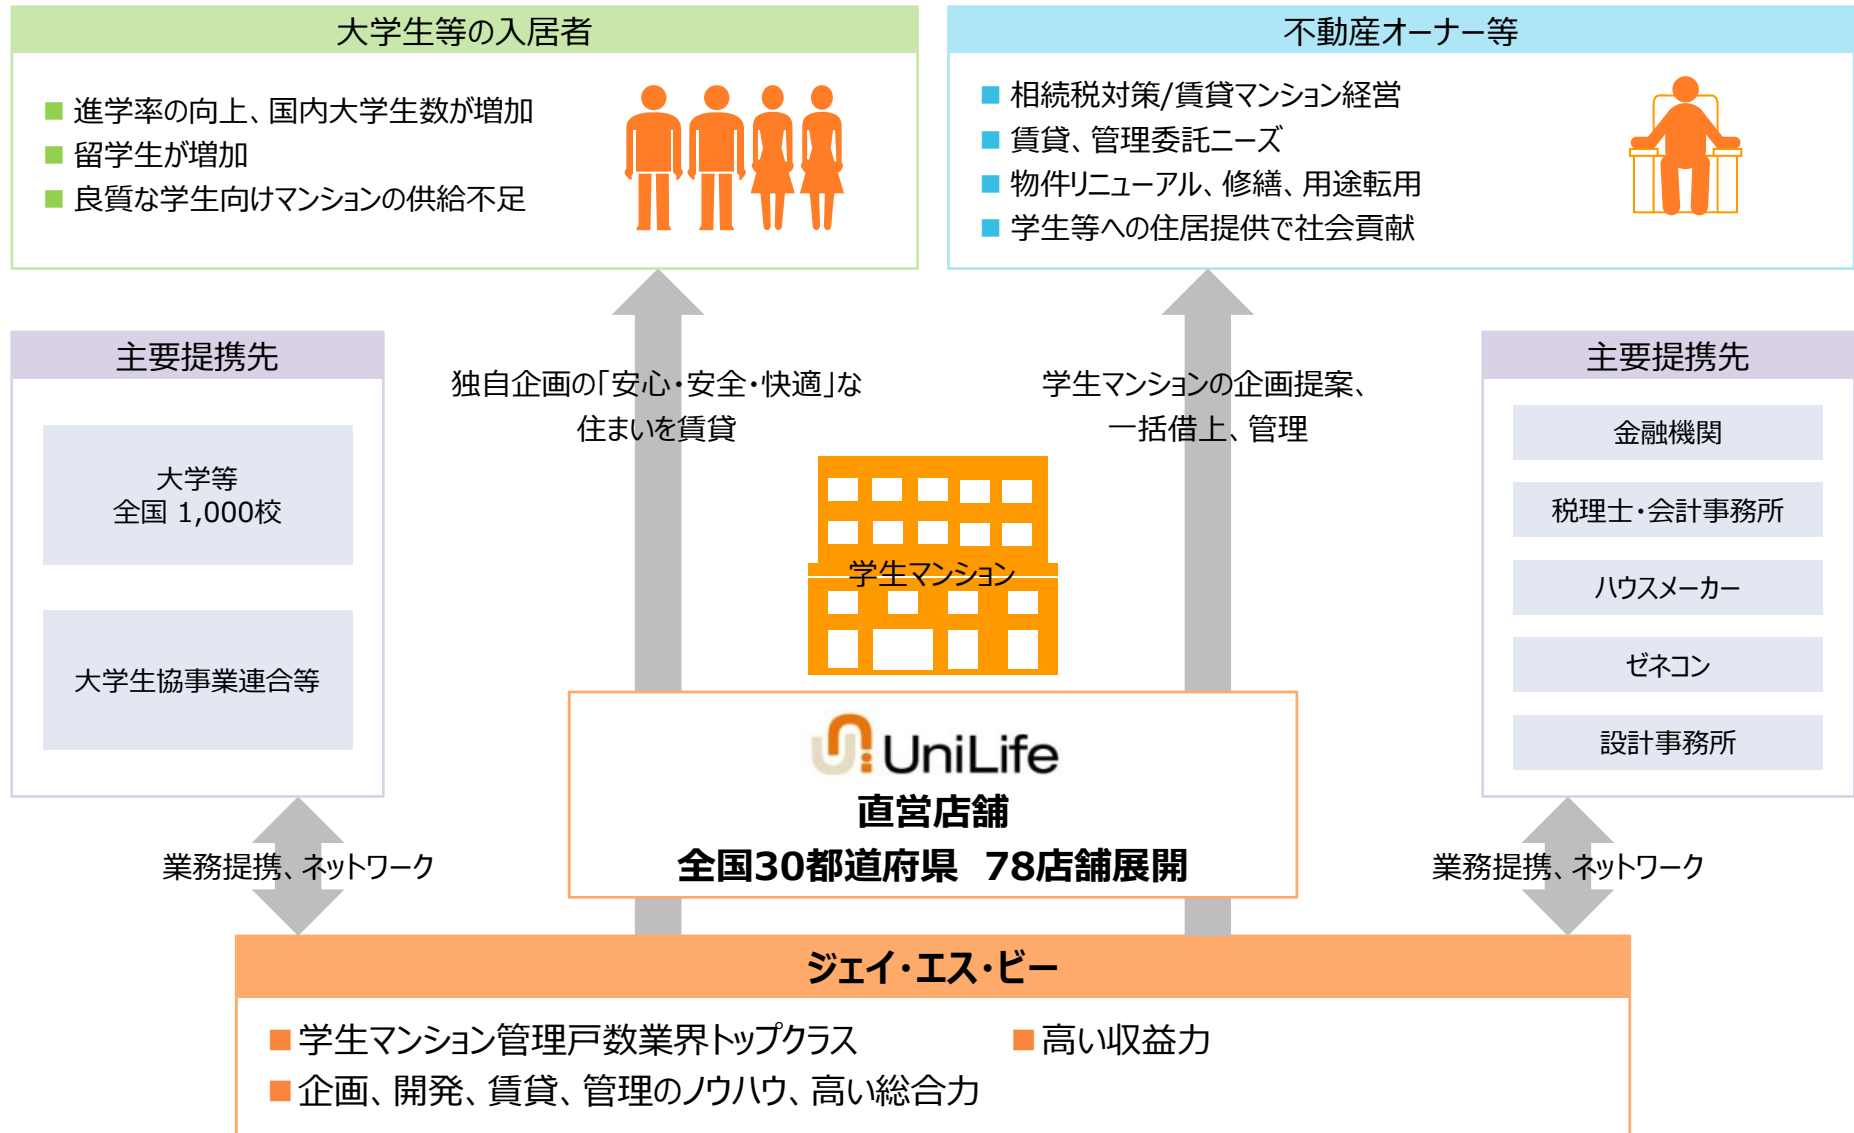 大学生等の入居者
進学率の向上、国内大学生数が増加
留学生が増加
良質な学生向けマンションの供給不足
不動産オーナー等
相続税対策/賃貸マンション経営
賃貸、管理委託ニーズ
物件リニューアル、修繕、用途転用
学生等への住居提供で社会貢献
主要提携先
大学等
全国 1,000校
大学生協事業連合等
独自企画の「安心・安全・快適」な
住まいを賃貸
学生マンションの企画提案、
一括借上、管理
主要提携先
金融機関
税理士・会計事務所
ハウスメーカー
ゼネコン
設計事務所
学生マンション
UniLife
直営店舗
全国30都道府県 78店舗展開
業務提携、ネットワーク
業務提携、ネットワーク
ジェイ・エス・ビー
学生マンション管理戸数業界トップクラス
高い収益力
企画、開発、賃貸、管理のノウハウ、高い総合力